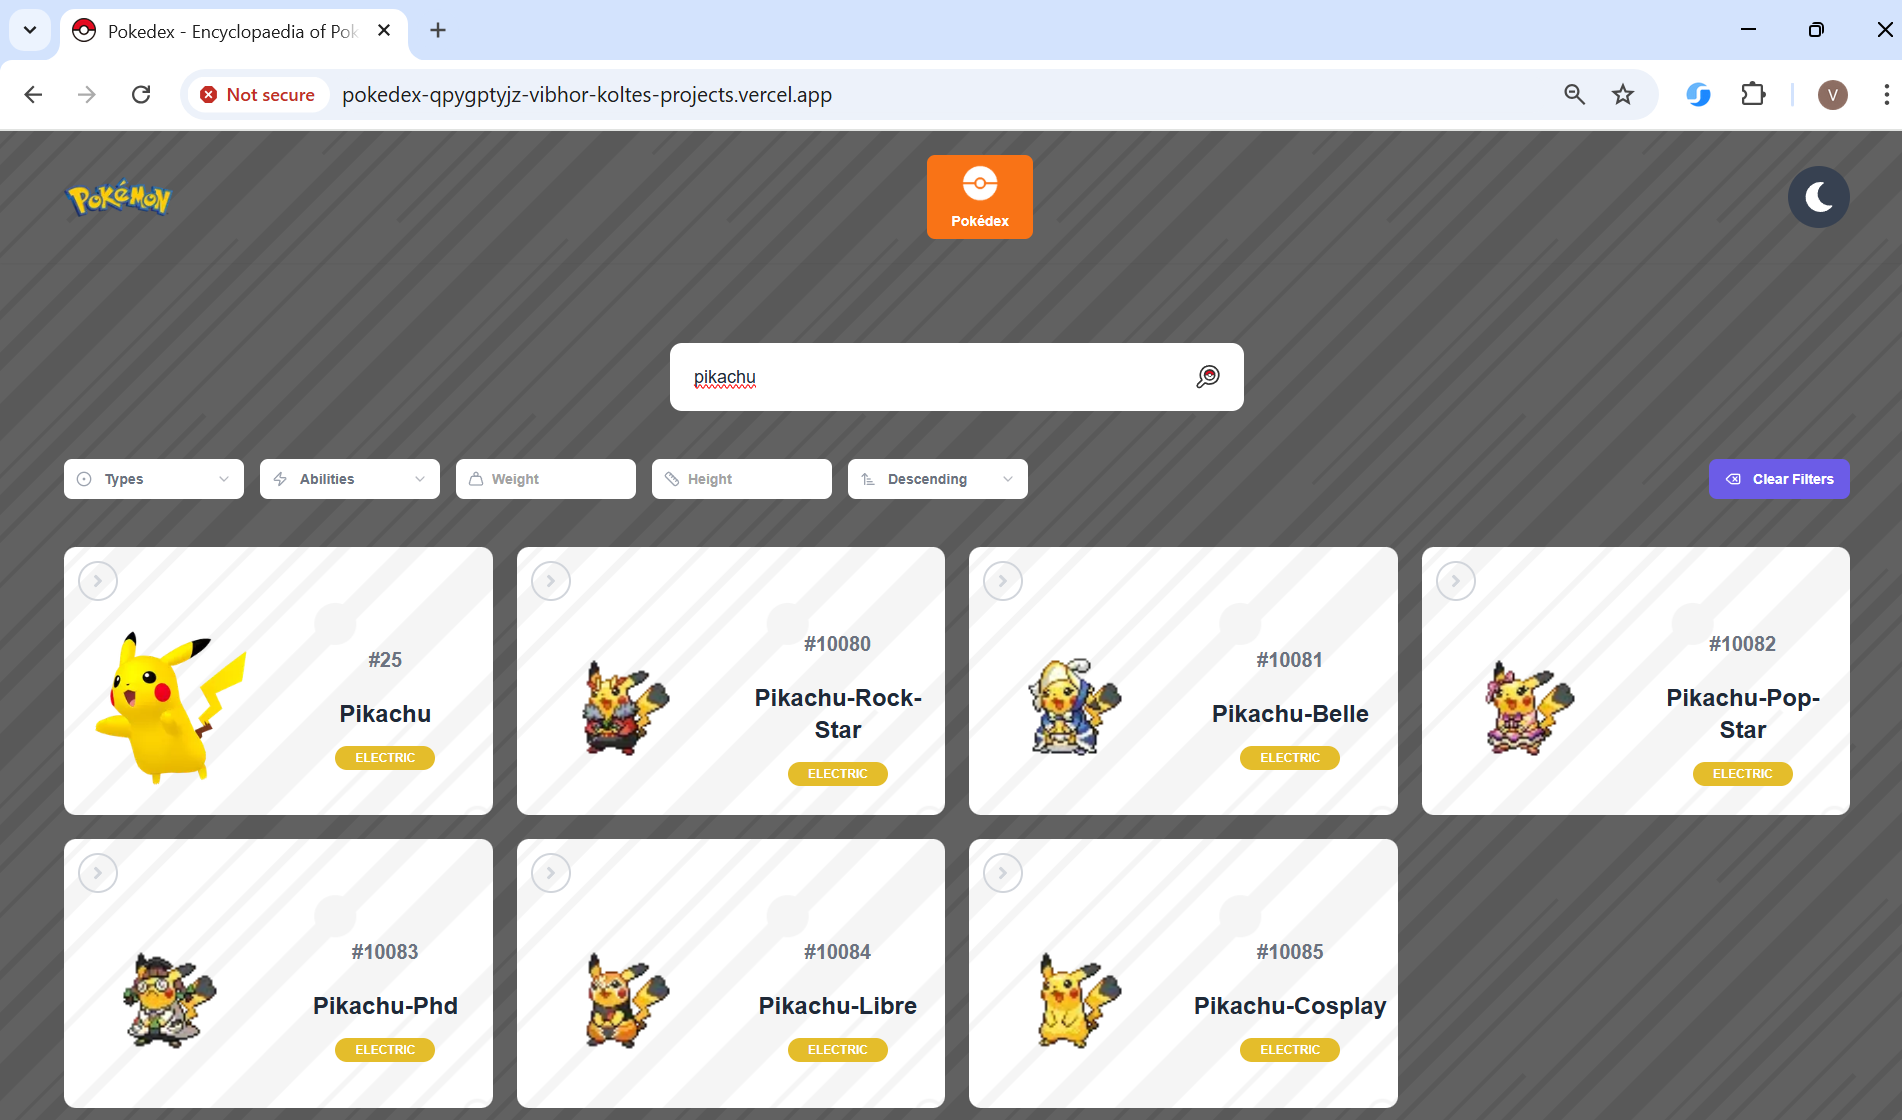 Pokedex - Encyclopaedia of Pok
Not secure
pokedex-qpygptyjz-vibhor-koltes-projects.vercel.app
V
POKéMON
Pokédex
pikachu
Types
Abilities
Weight
Height
Descending
Clear Filters
#25
Pikachu
ELECTRIC
#10080
Pikachu-Rock-
Star
ELECTRIC
#10081
Pikachu-Belle
ELECTRIC
#10082
Pikachu-Pop-
Star
ELECTRIC
#10083
Pikachu-Phd
ELECTRIC
#10084
Pikachu-Libre
ELECTRIC
#10085
Pikachu-Cosplay
ELECTRIC